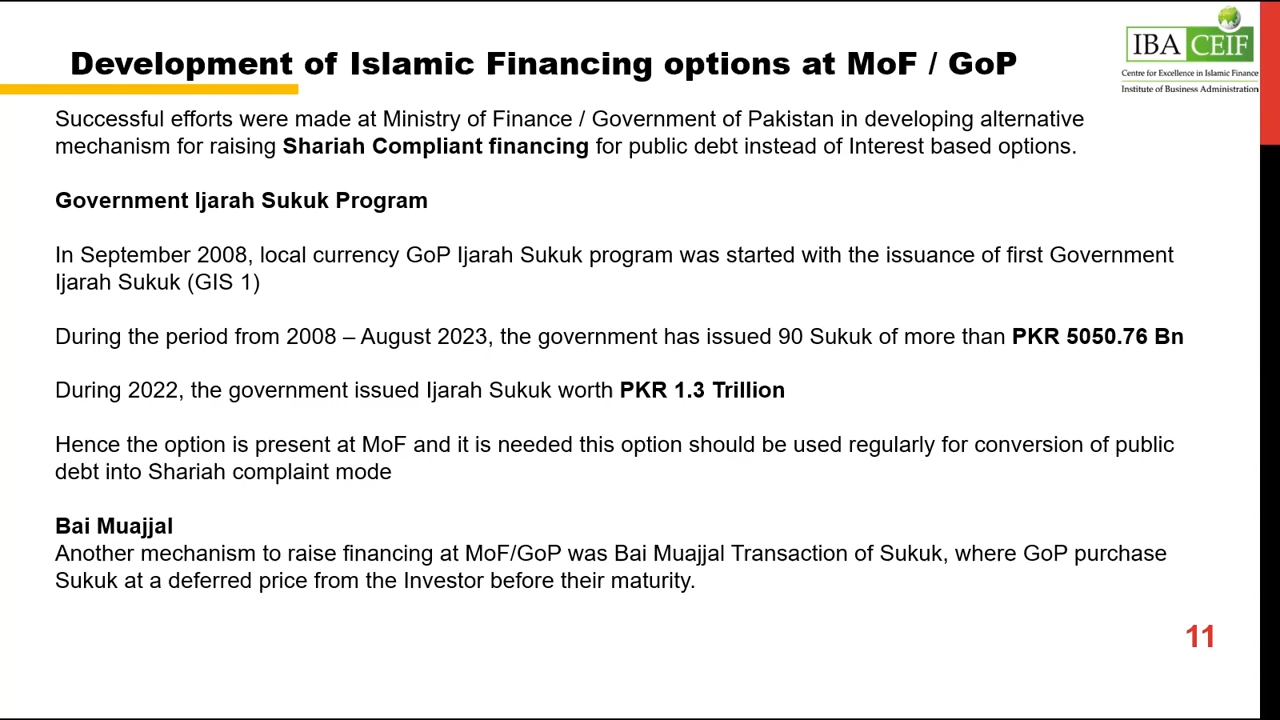 Development of Islamic Financing options at MoF / GoP
IBA CEIF
Centre for Excellence in Islamic Finance
Institute of Business Administration
Successful efforts were made at Ministry of Finance / Government of Pakistan in developing alternative
mechanism for raising Shariah Compliant financing for public debt instead of Interest based options.
Government Ijarah Sukuk Program
In September 2008, local currency GoP Ijarah Sukuk program was started with the issuance of first Government
Ijarah Sukuk (GIS 1)
During the period from 2008 – August 2023, the government has issued 90 Sukuk of more than PKR 5050.76 Bn
During 2022, the government issued Ijarah Sukuk worth PKR 1.3 Trillion
Hence the option is present at MoF and it is needed this option should be used regularly for conversion of public
debt into Shariah complaint mode
Bai Muajjal
Another mechanism to raise financing at MoF/GoP was Bai Muajjal Transaction of Sukuk, where GoP purchase
Sukuk at a deferred price from the Investor before their maturity.
11